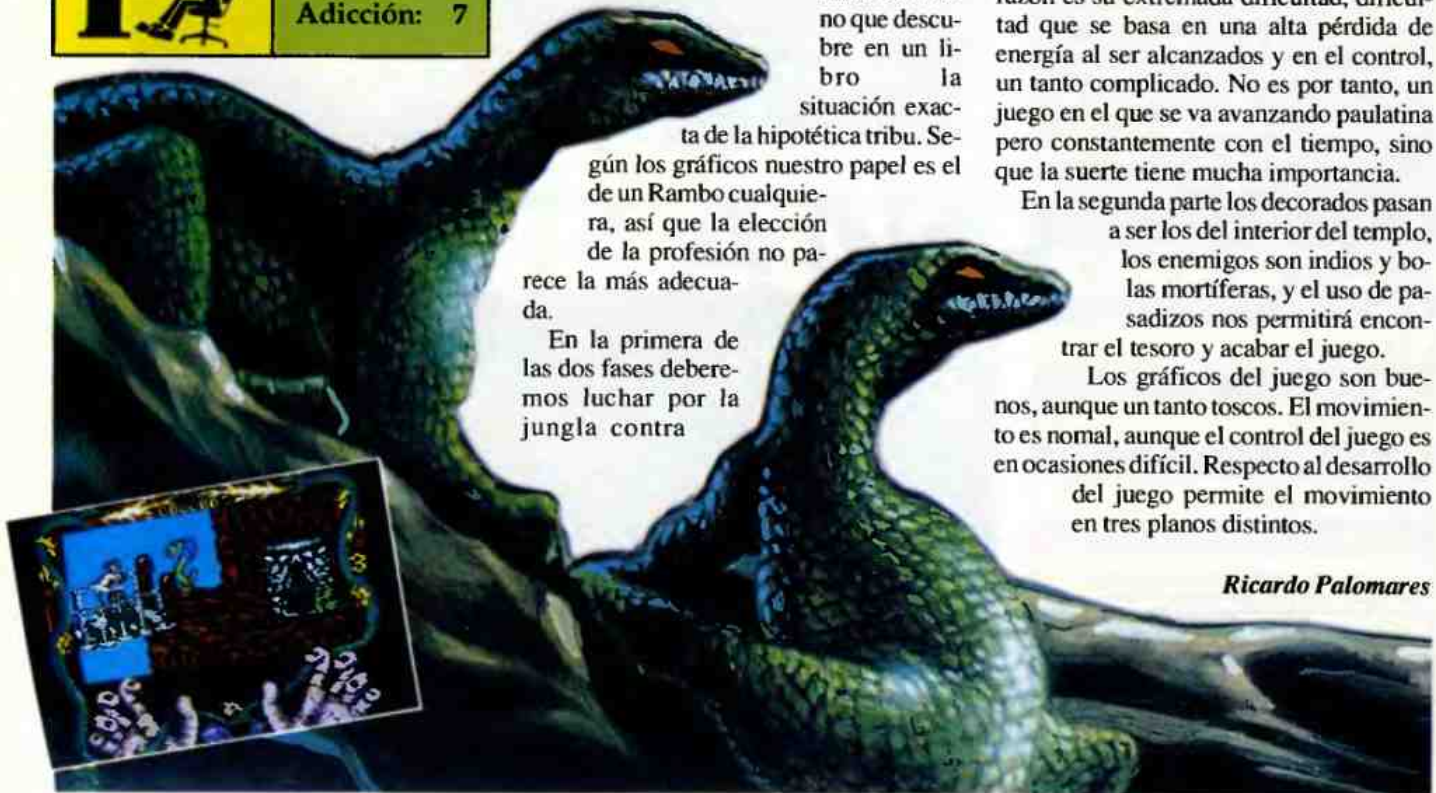 Adicción: 7
no que descu-
bre en un li-
bro la
situación exac-
ta de la hipotética tribu. Se-
gún los gráficos nuestro papel es el
de un Rambo cualquie-
ra, así que la elección
de la profesión no pa-
rece la más adecua-
da.
En la primera de
las dos fases debere-
mos luchar por la
jungla contra
razón es su extremada dificultad, dificul-
tad que se basa en una alta pérdida de
energía al ser alcanzados y en el control,
un tanto complicado. No es por tanto, un
juego en el que se va avanzando paulatina
pero constantemente con el tiempo, sino
que la suerte tiene mucha importancia.
En la segunda parte los decorados pasan
a ser los del interior del templo,
los enemigos son indios y bo-
las mortíferas, y el uso de pa-
sadizos nos permitirá encon-
trar el tesoro y acabar el juego.
Los gráficos del juego son bue-
nos, aunque un tanto toscos. El movimien-
to es nomal, aunque el control del juego es
en ocasiones difícil. Respecto al desarrollo
del juego permite el movimiento
en tres planos distintos.
Ricardo Palomares